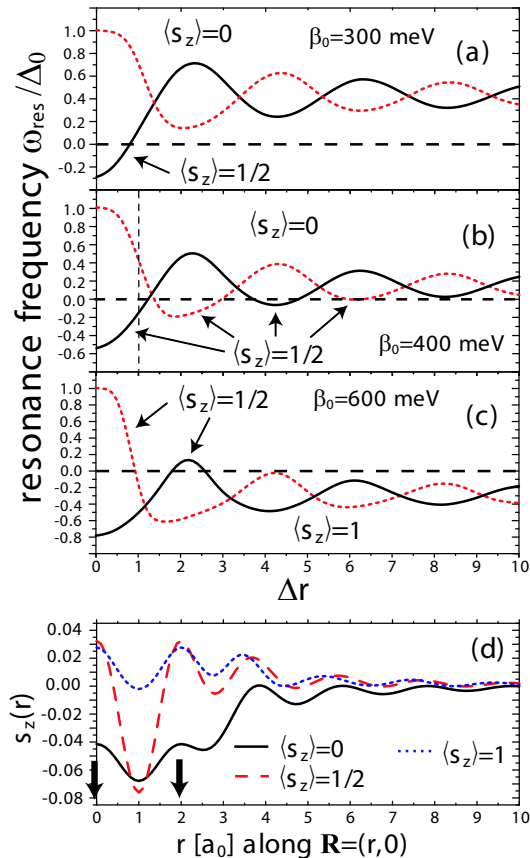 resonance frequency ω_res /Δ_0
⟨s_z⟩=0
β_0=300 meV
(a)
1.0
0.8
0.6
0.4
0.2
0.0
-0.2
⟨s_z⟩=1/2
(b)
⟨s_z⟩=0
1.0
0.8
0.6
0.4
0.2
0.0
-0.2
-0.4
-0.6
⟨s_z⟩=1/2
β_0=400 meV
(c)
⟨s_z⟩=1/2
β_0=600 meV
1.0
0.8
0.6
0.4
0.2
0.0
-0.2
-0.4
-0.6
-0.8
⟨s_z⟩=1
0 1 2 3 4 5 6 7 8 9 10
Δr
(d)
s_z(r)
0.04
0.02
0.00
-0.02
-0.04
-0.06
-0.08
⟨s_z⟩=0
⟨s_z⟩=1
⟨s_z⟩=1/2
0 1 2 3 4 5 6 7 8 9 10
r [a_0] along R=(r,0)